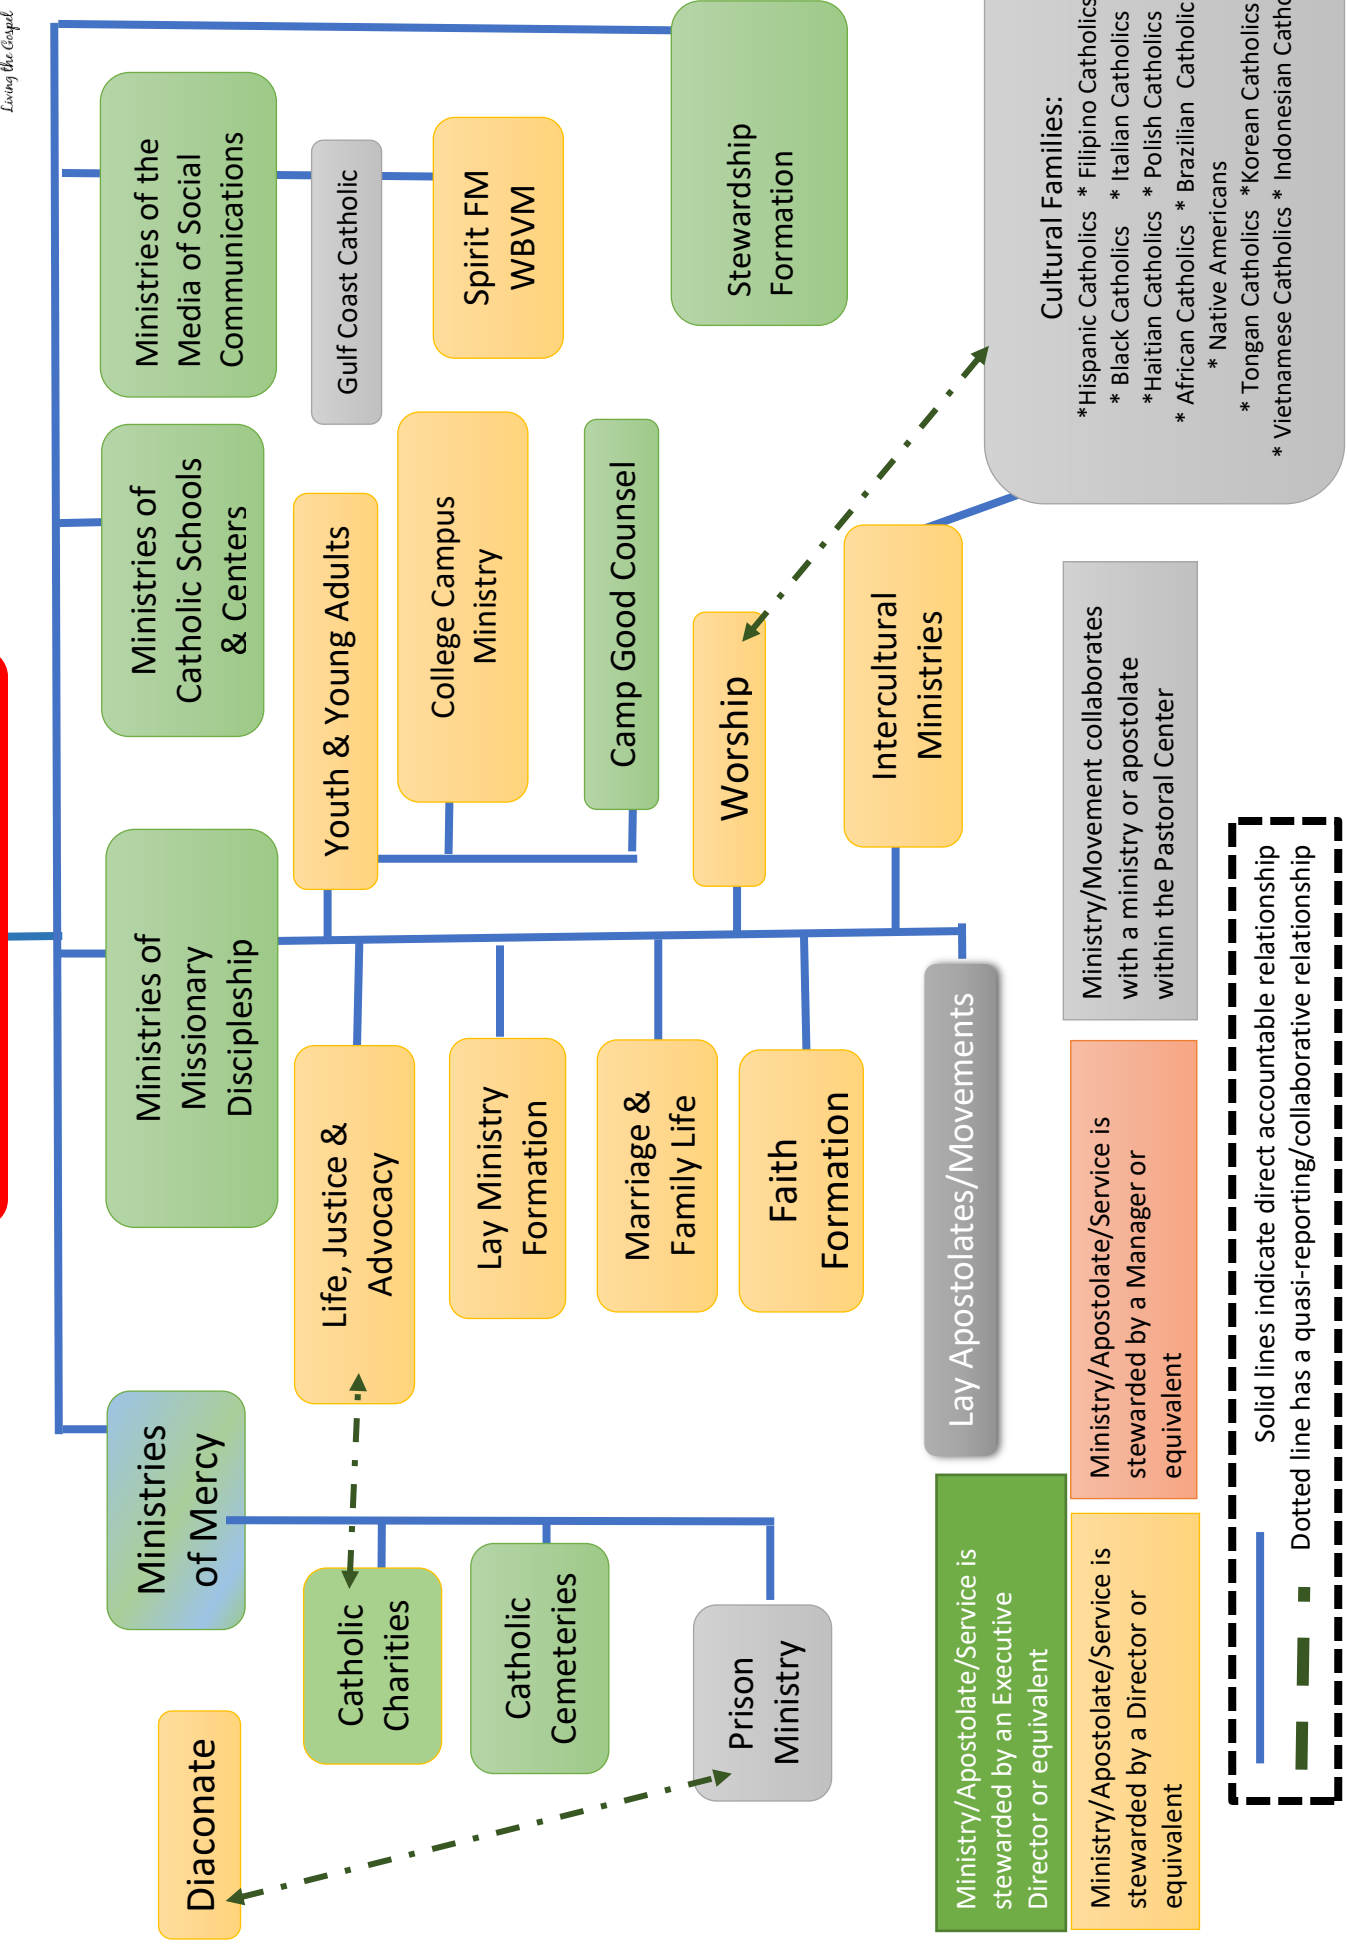 Living the Gospel
Ministries
of Mercy
Ministries of
Missionary
Discipleship
Ministries of
Catholic Schools
& Centers
Ministries of the
Media of Social
Communications
Diaconate
Catholic
Charities
Catholic
Cemeteries
Prison
Ministry
Life, Justice &
Advocacy
Lay Ministry
Formation
Marriage &
Family Life
Faith
Formation
Lay Apostolates/Movements
Youth & Young Adults
College Campus
Ministry
Camp Good Counsel
Worship
Intercultural
Ministries
Gulf Coast Catholic
Spirit FM
WBVM
Stewardship
Formation
Cultural Families:
*Hispanic Catholics * Filipino Catholics
* Black Catholics * Italian Catholics
*Haitian Catholics * Polish Catholics
* African Catholics * Brazilian Catholic
* Native Americans
* Tongan Catholics *Korean Catholics
* Vietnamese Catholics * Indonesian Catho
Ministry/Apostolate/Service is
stewarded by an Executive
Director or equivalent
Ministry/Apostolate/Service is
stewarded by a Director or
equivalent
Ministry/Apostolate/Service is
stewarded by a Manager or
equivalent
Ministry/Movement collaborates
with a ministry or apostolate
within the Pastoral Center
Solid lines indicate direct accountable relationship
Dotted line has a quasi-reporting/collaborative relationship